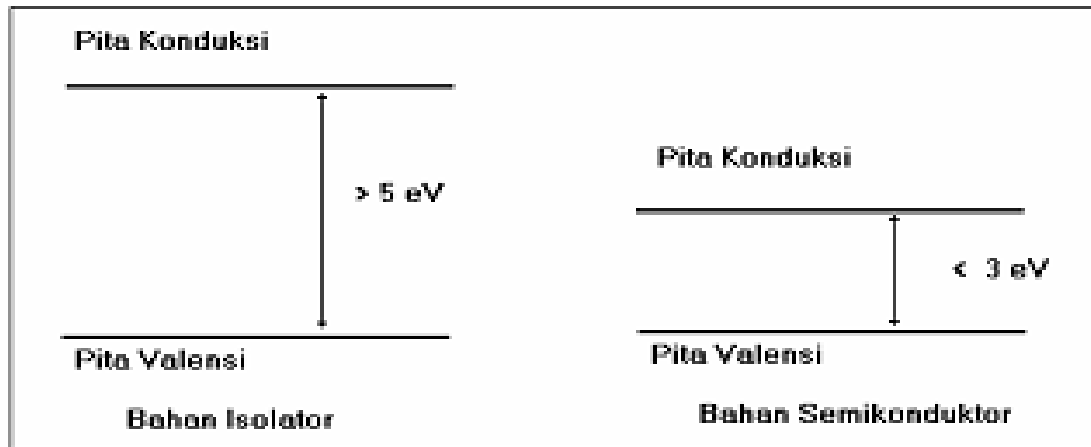 Pita Konduksi
> 5 eV
Pita Valensi
Bahan Isolator
Pita Konduksi
< 3 eV
Pita Valensi
Bahan Semikonduktor